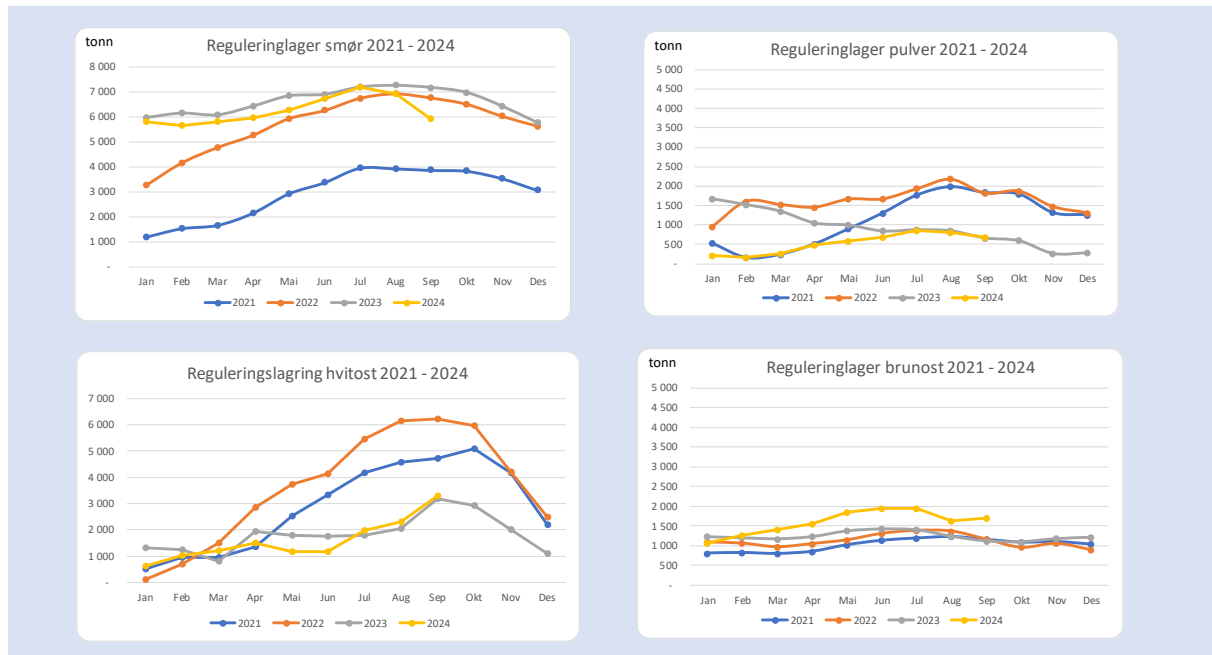 tonn
Reguleringlager smør 2021 - 2024
8 000
7 000
6 000
5 000
4 000
3 000
2 000
1 000
-
Jan Feb Mar Apr Mai Jun Jul Aug Sep Okt Nov Des
2021 2022 2023 2024
tonn
Reguleringlager pulver 2021 - 2024
5 000
4 500
4 000
3 500
3 000
2 500
2 000
1 500
1 000
500
-
Jan Feb Mar Apr Mai Jun Jul Aug Sep Okt Nov Des
2021 2022 2023 2024
Reguleringslagring hvitost 2021 - 2024
7 000
6 000
5 000
4 000
3 000
2 000
1 000
-
Jan Feb Mar Apr Mai Jun Jul Aug Sep Okt Nov Des
2021 2022 2023 2024
tonn
Reguleringlager brunost 2021 - 2024
5 000
4 500
4 000
3 500
3 000
2 500
2 000
1 500
1 000
500
-
Jan Feb Mar Apr Mai Jun Jul Aug Sep Okt Nov Des
2021 2022 2023 2024